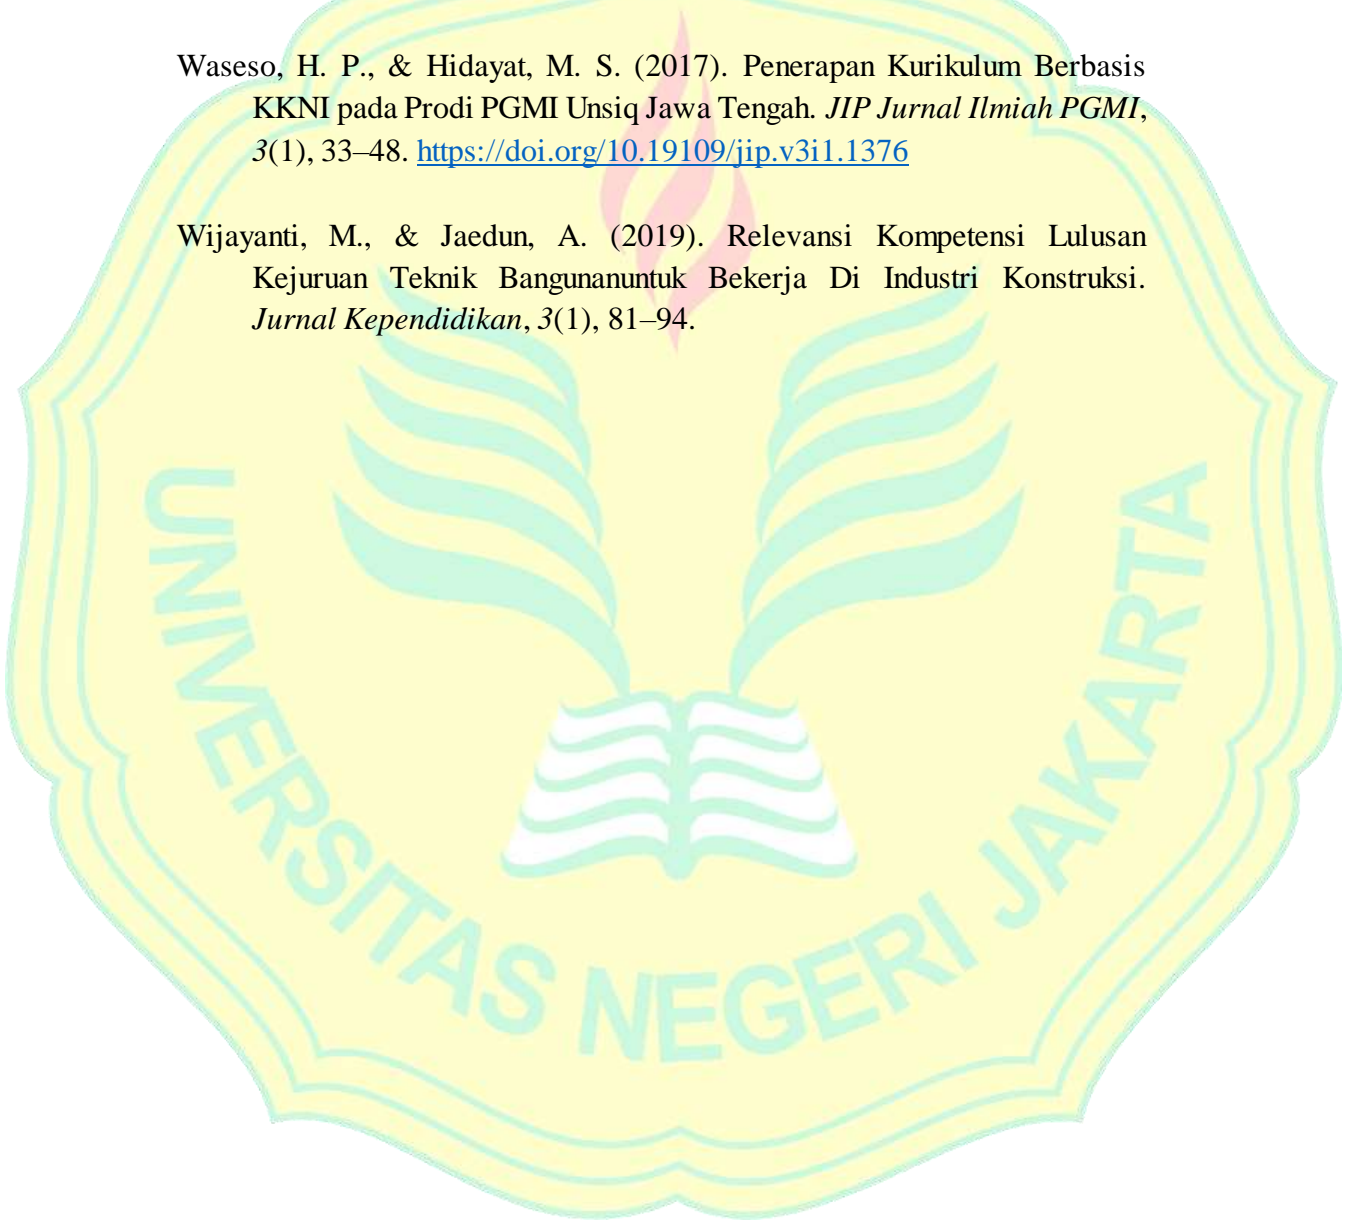 Waseso, H. P., & Hidayat, M. S. (2017). Penerapan Kurikulum Berbasis
KKNI pada Prodi PGMI Unsiq Jawa Tengah. JIP Jurnal Ilmiah PGMI,
3(1), 33–48. https://doi.org/10.19109/jip.v3i1.1376
Wijayanti, M., & Jaedun, A. (2019). Relevansi Kompetensi Lulusan
Kejuruan Teknik Bangunanuntuk Bekerja Di Industri Konstruksi.
Jurnal Kependidikan, 3(1), 81–94.
UNIVERSITAS NEGERI JAKARTA